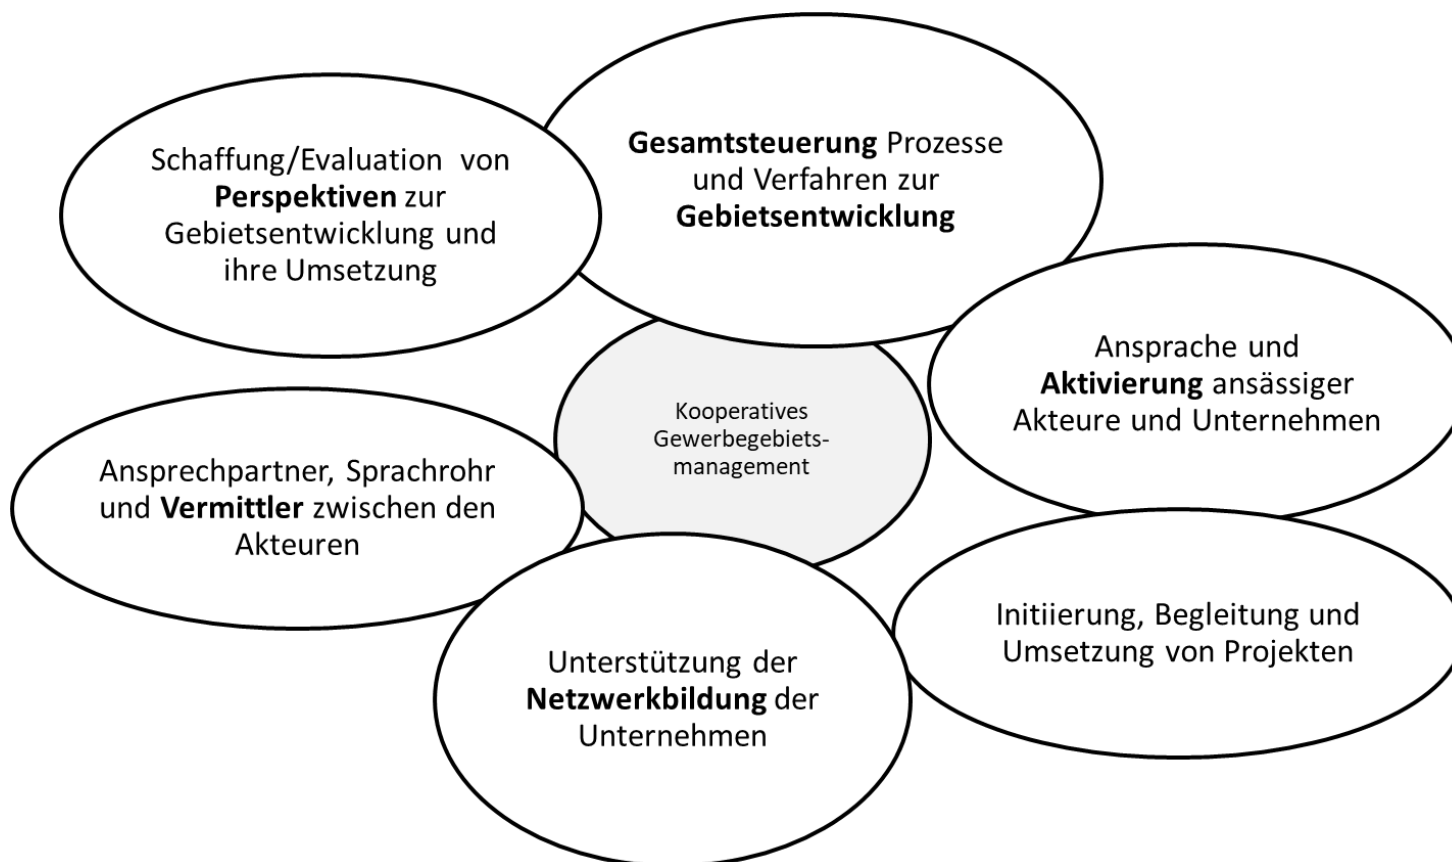 Gesamtsteuerung Prozesse
und Verfahren zur
Gebietsentwicklung
Schaffung/Evaluation von
Perspektiven zur
Gebietsentwicklung und
ihre Umsetzung
Ansprache und
Aktivierung ansässiger
Akteure und Unternehmen
Kooperatives
Gewerbegebiets-
management
Ansprechpartner, Sprachrohr
und Vermittler zwischen den
Akteuren
Initiierung, Begleitung und
Umsetzung von Projekten
Unterstützung der
Netzwerkbildung der
Unternehmen